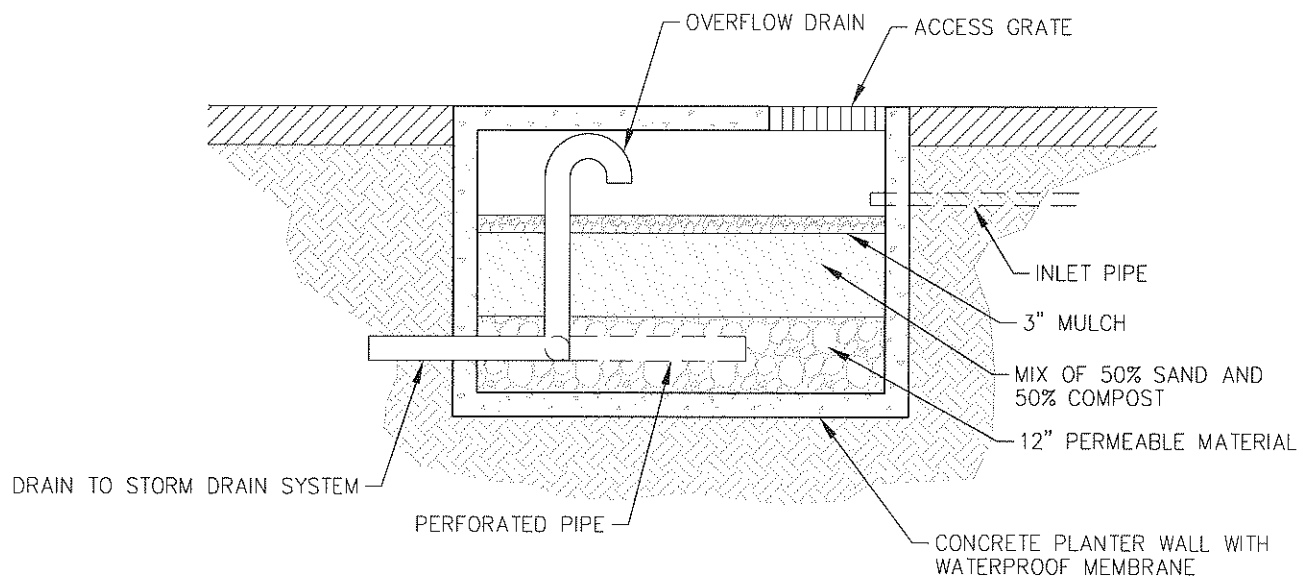 OVERFLOW DRAIN
ACCESS GRATE
INLET PIPE
3" MULCH
MIX OF 50% SAND AND
50% COMPOST
12" PERMEABLE MATERIAL
DRAIN TO STORM DRAIN SYSTEM
PERFORATED PIPE
CONCRETE PLANTER WALL WITH
WATERPROOF MEMBRANE